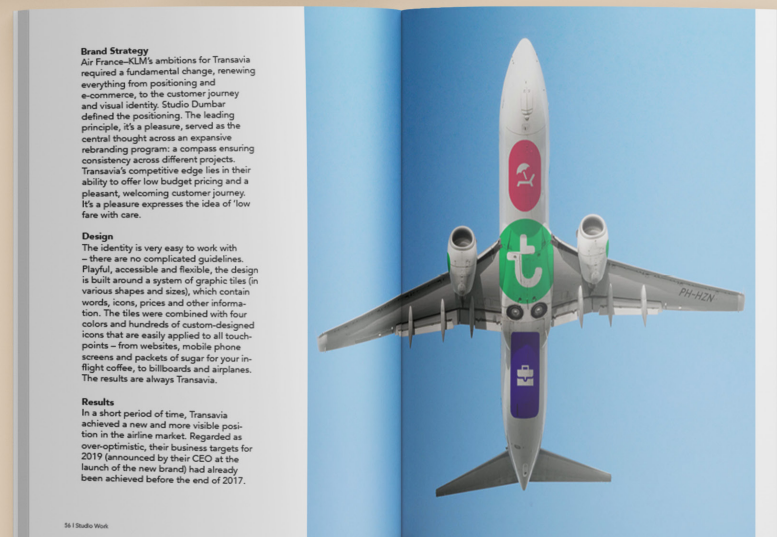 Brand Strategy
Air France–KLM's ambitions for Transavia
required a fundamental change, renewing
everything from positioning and
e-commerce, to the customer journey
and visual identity. Studio Dumbar
defined the positioning. The leading
principle, it's a pleasure, served as the
central thought across an expansive
rebranding program: a compass ensuring
consistency across different projects.
Transavia's competitive edge lies in their
ability to offer low budget pricing and a
pleasant, welcoming customer journey.
It's a pleasure expresses the idea of ‘low
fare with care.
Design
The identity is very easy to work with
– there are no complicated guidelines.
Playful, accessible and flexible, the design
is built around a system of graphic tiles (in
various shapes and sizes), which contain
words, icons, prices and other informa-
tion. The tiles were combined with four
colors and hundreds of custom-designed
icons that are easily applied to all touch-
points – from websites, mobile phone
screens and packets of sugar for your in-
flight coffee, to billboards and airplanes.
The results are always Transavia.
Results
In a short period of time, Transavia
achieved a new and more visible posi-
tion in the airline market. Regarded as
over-optimistic, their business targets for
2019 (announced by their CEO at the
launch of the new brand) had already
been achieved before the end of 2017.
56 | Studio Work
t
PH-HZN